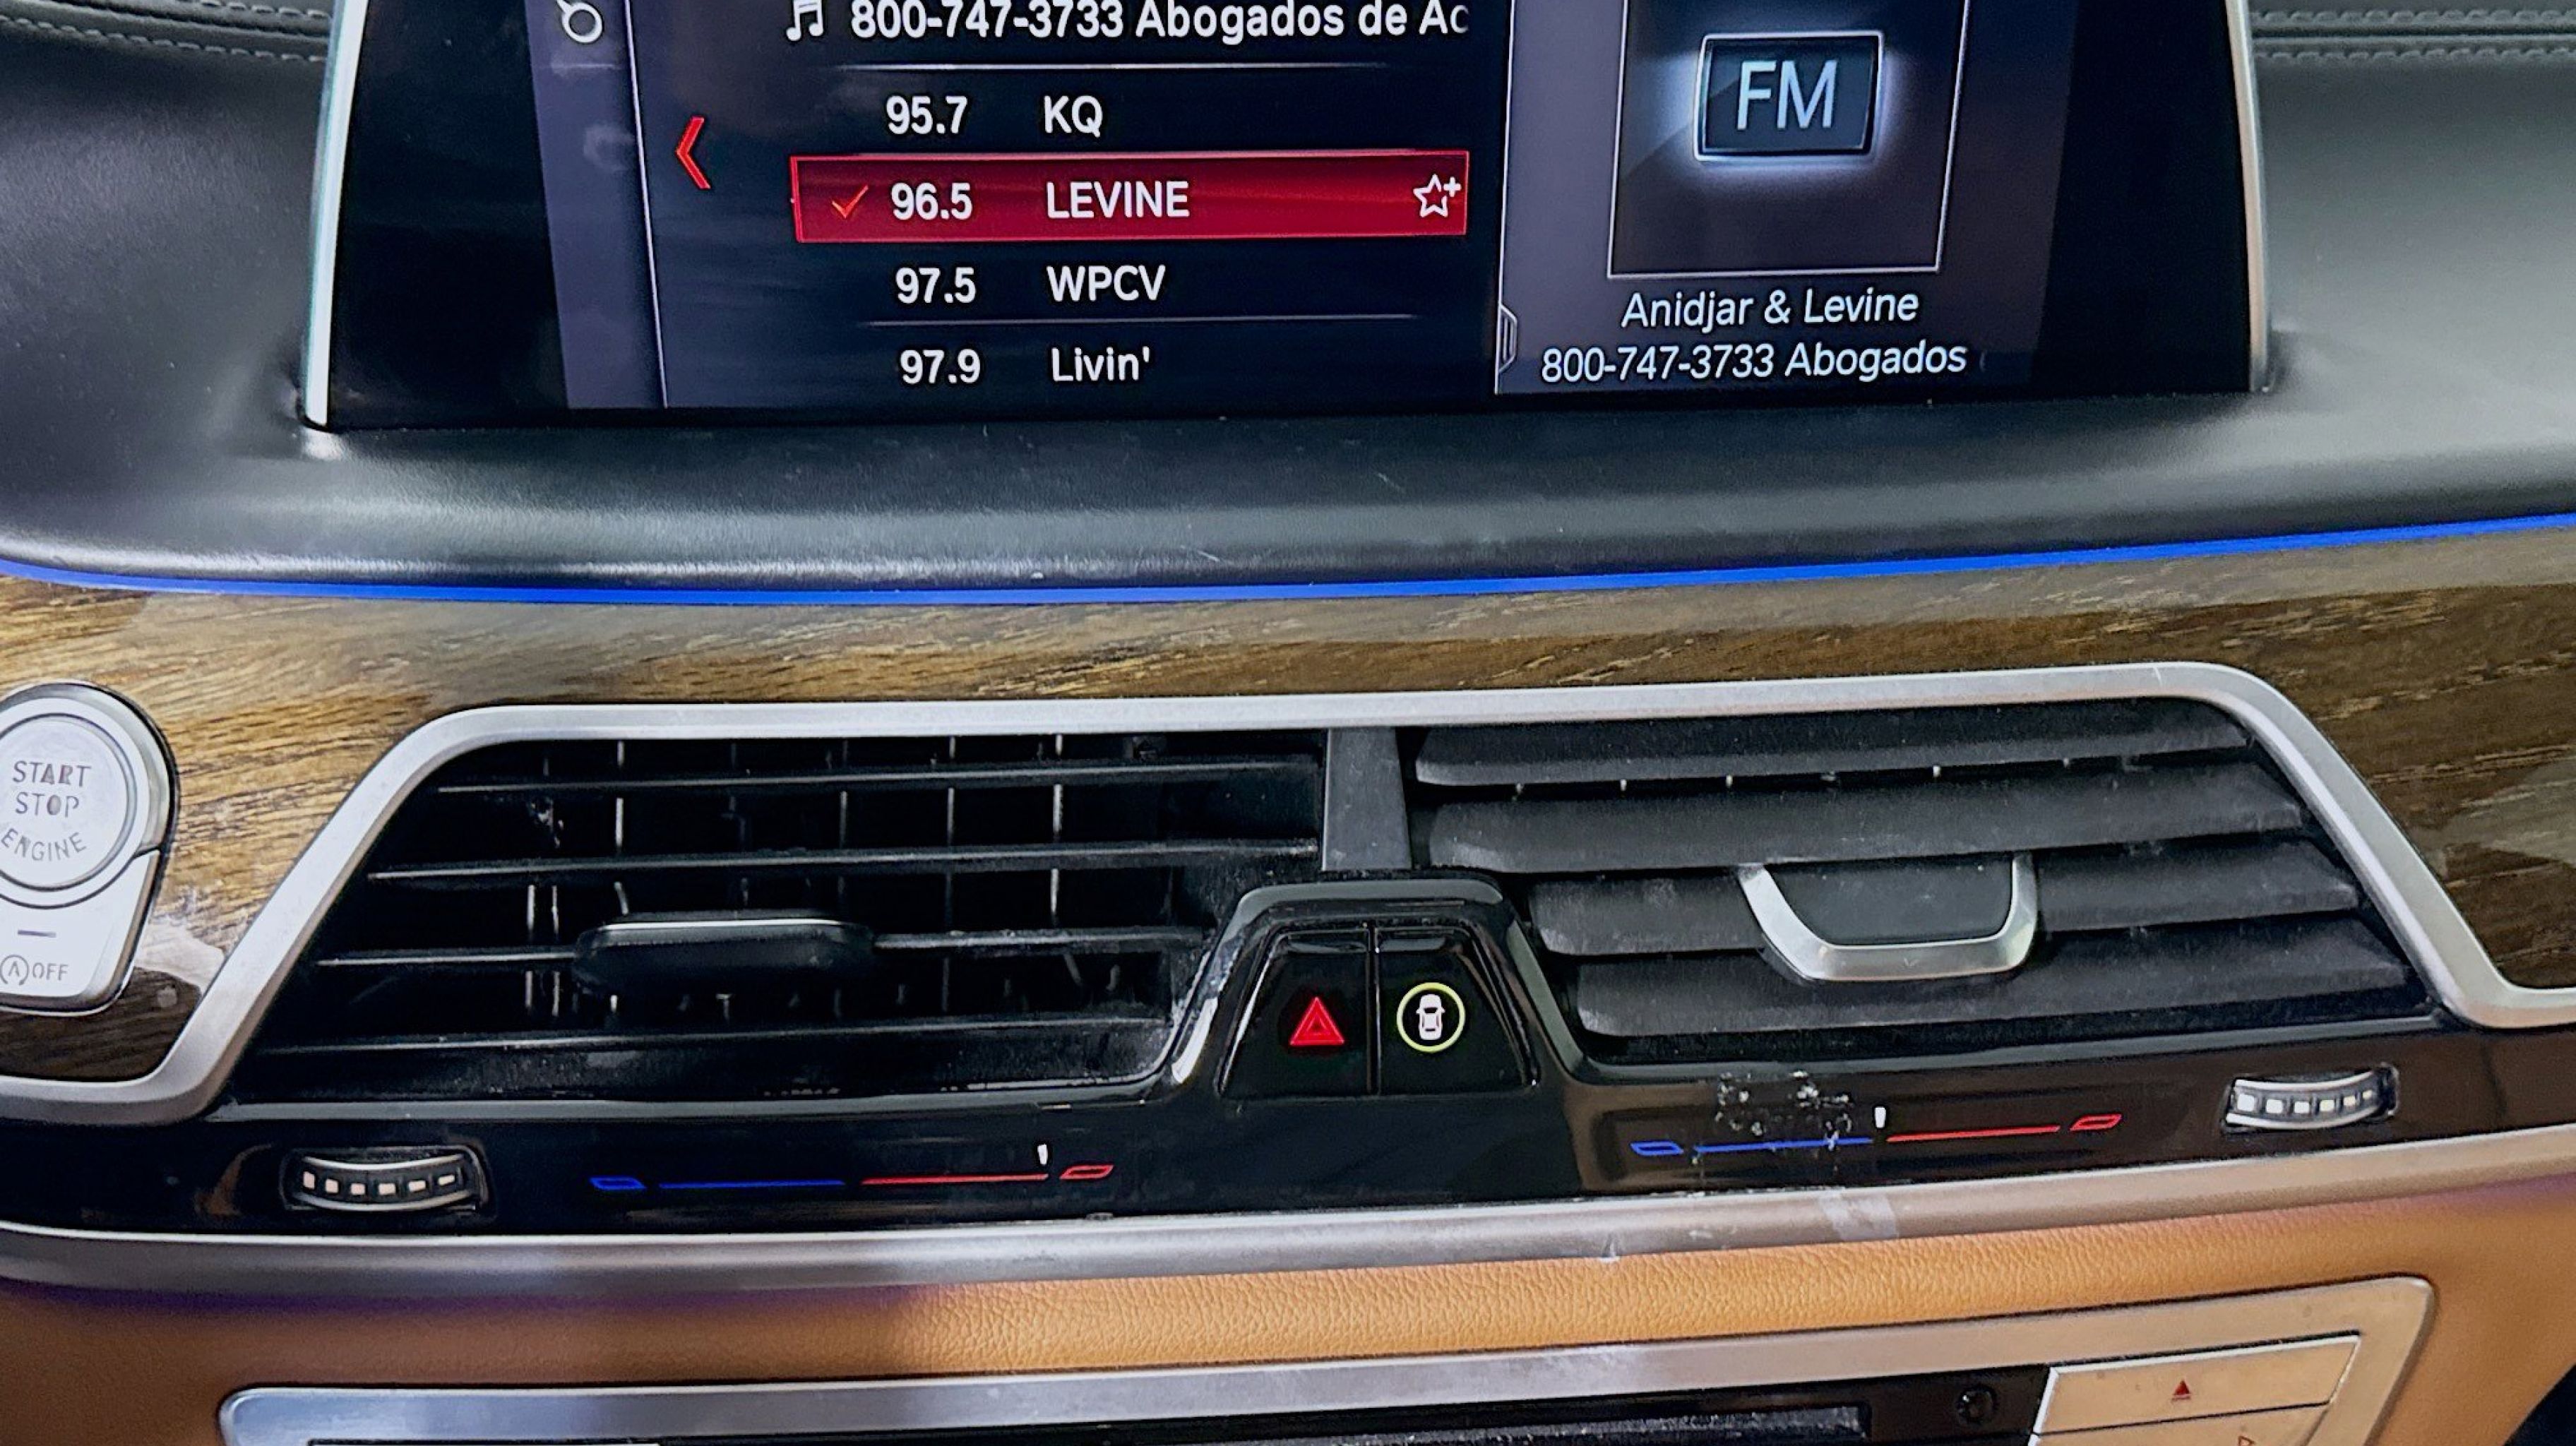 800-747-3733 Abogados de Ac
95.7 KQ
96.5 LEVINE
97.5 WPCV
97.9 Livin'
FM
Anidjar & Levine
800-747-3733 Abogados
START
STOP
ENGINE
A OFF